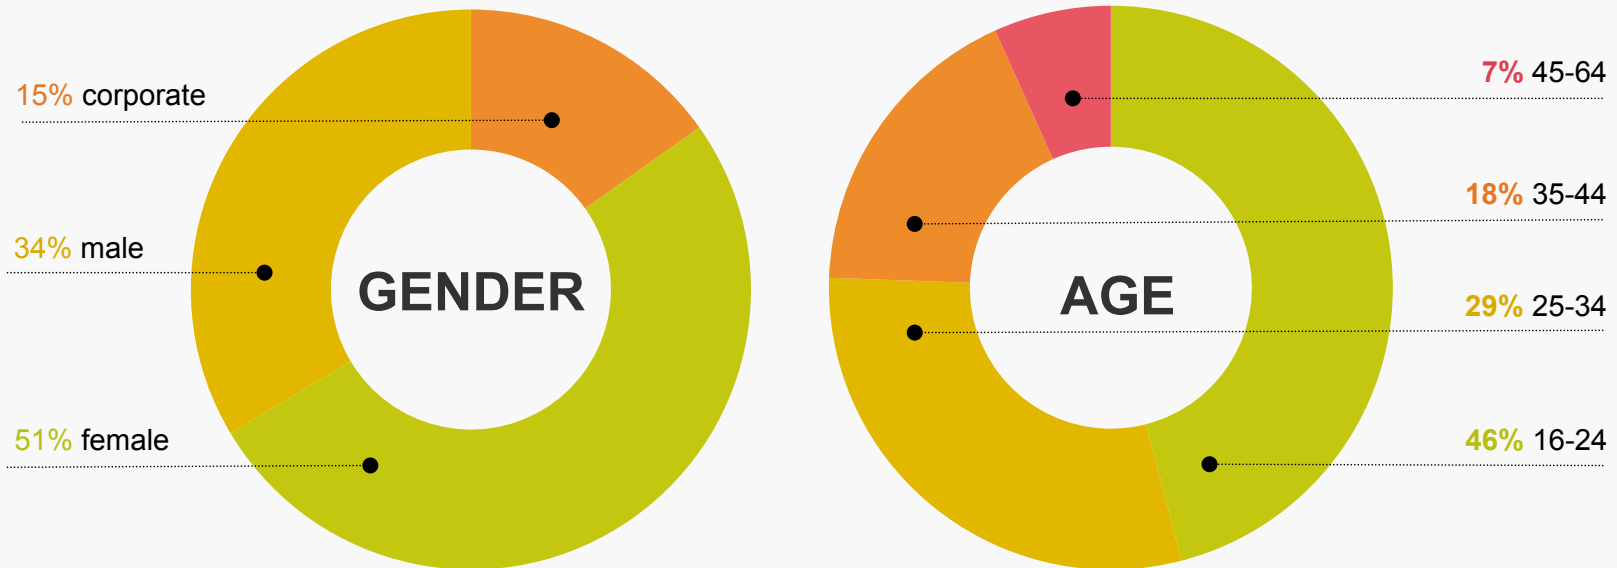 15% corporate
34% male
51% female
GENDER
7% 45-64
18% 35-44
29% 25-34
46% 16-24
AGE